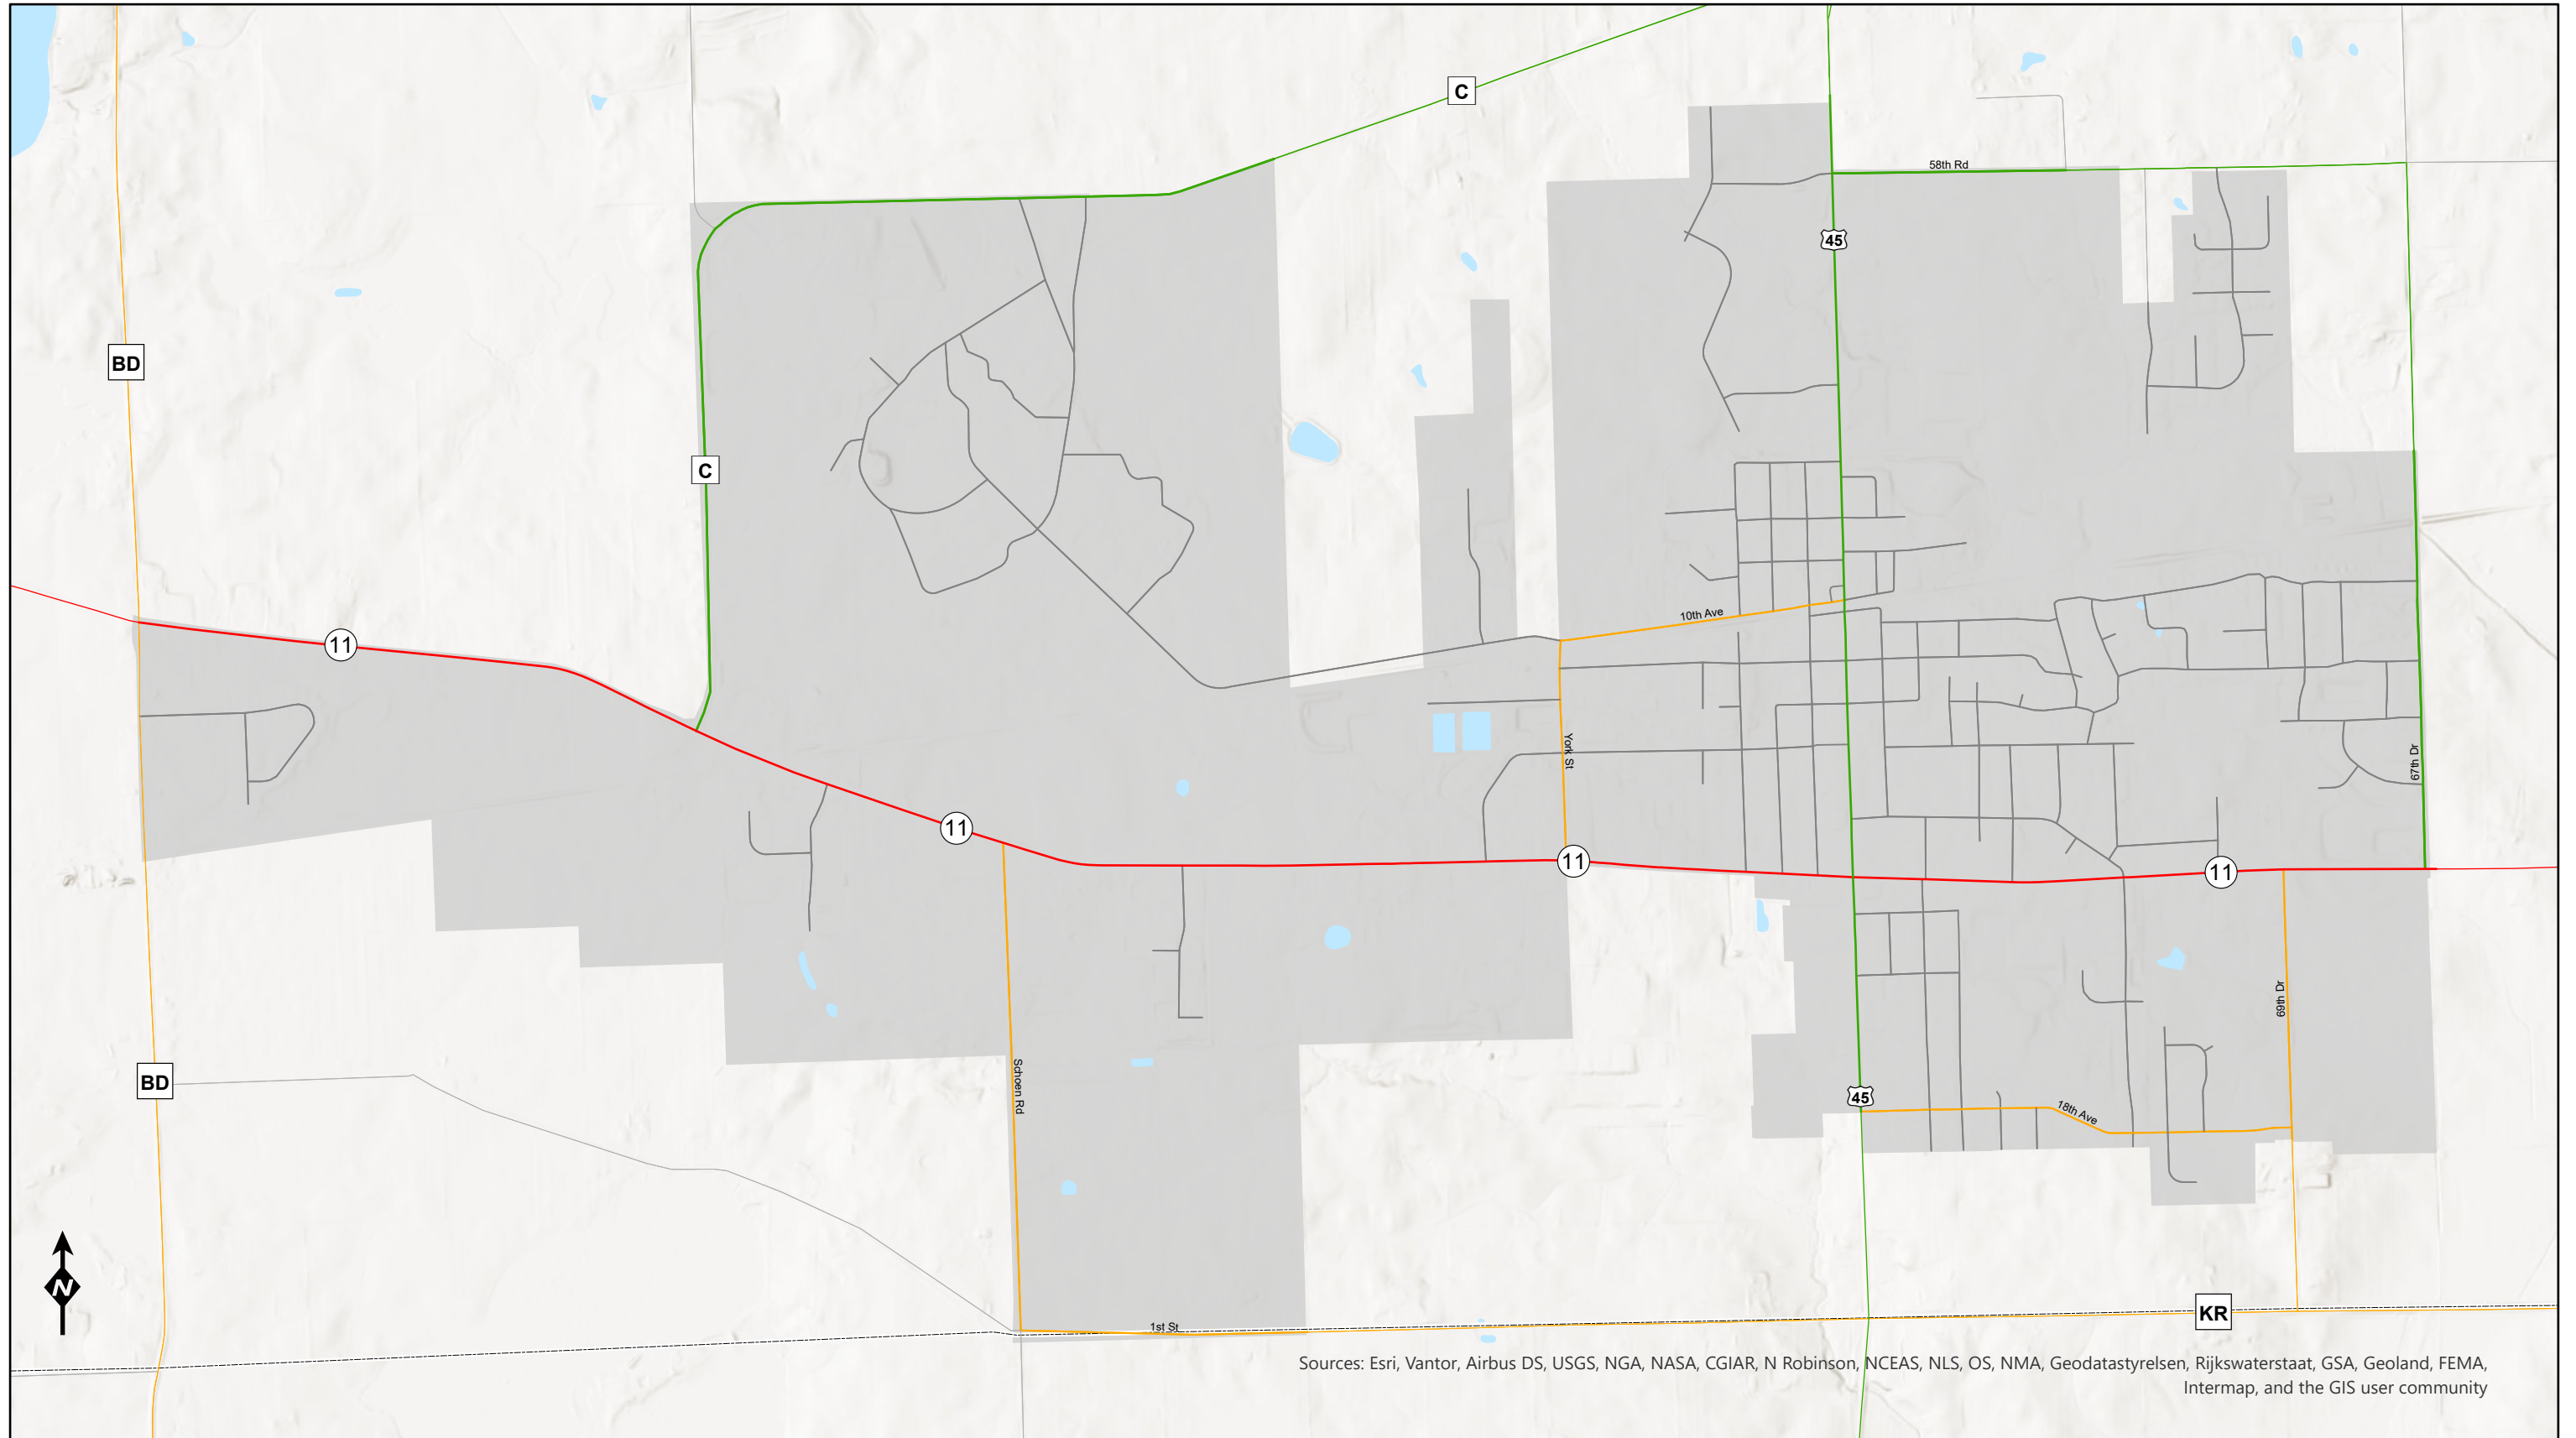 C
58th Rd
45
BD
C
10th Ave
11
York St
67th Dr
11
11
11
69th Dr
Schoen Rd
BD
45
18th Ave
N
KR
1st St
Sources: Esri, Vantor, Airbus DS, USGS, NGA, NASA, CGIAR, N Robinson, NCEAS, NLS, OS, NMA, Geodatastyrelsen, Rijkswaterstaat, GSA, Geoland, FEMA,
Intermap, and the GIS user community